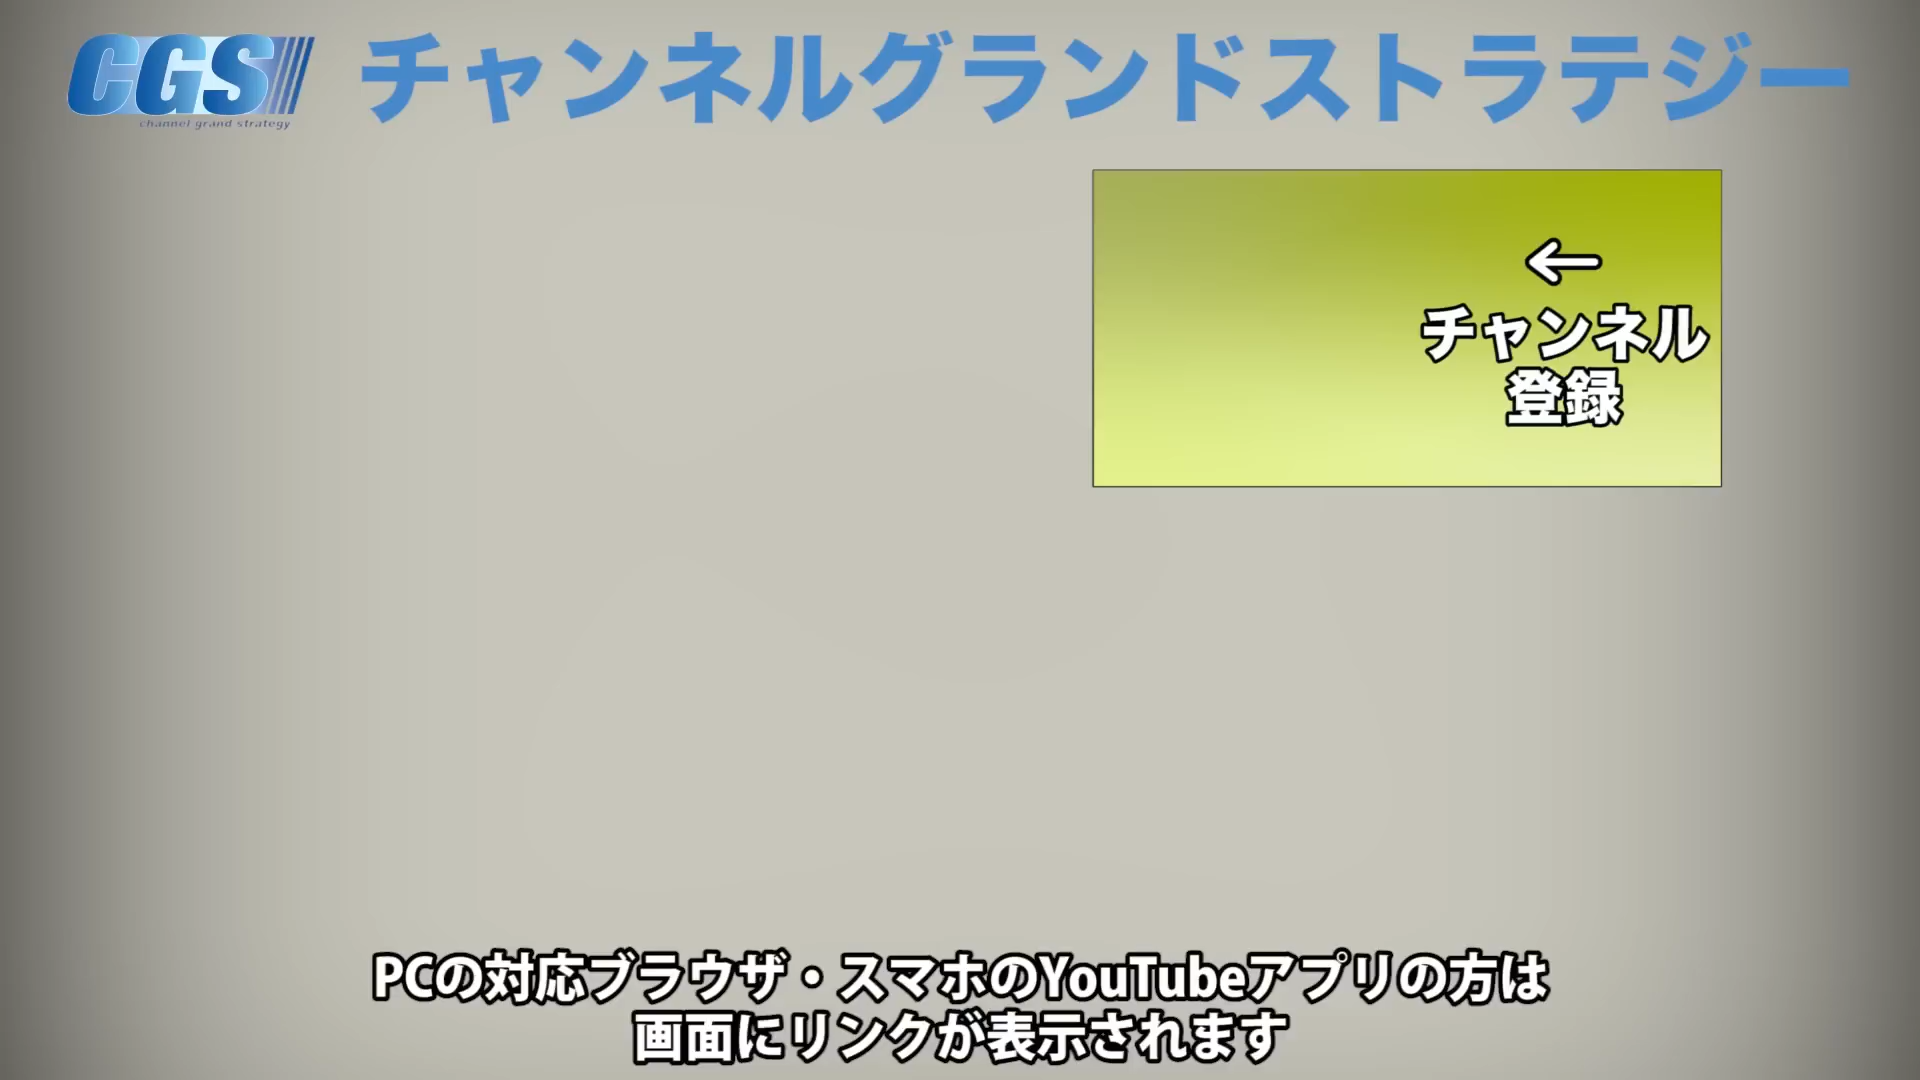 CGS
channel grand strategy
チャンネルグランドストラテジー
←
チャンネル
登録
PCの対応ブラウザ・スマホのYouTubeアプリの方は
画面にリンクが表示されます